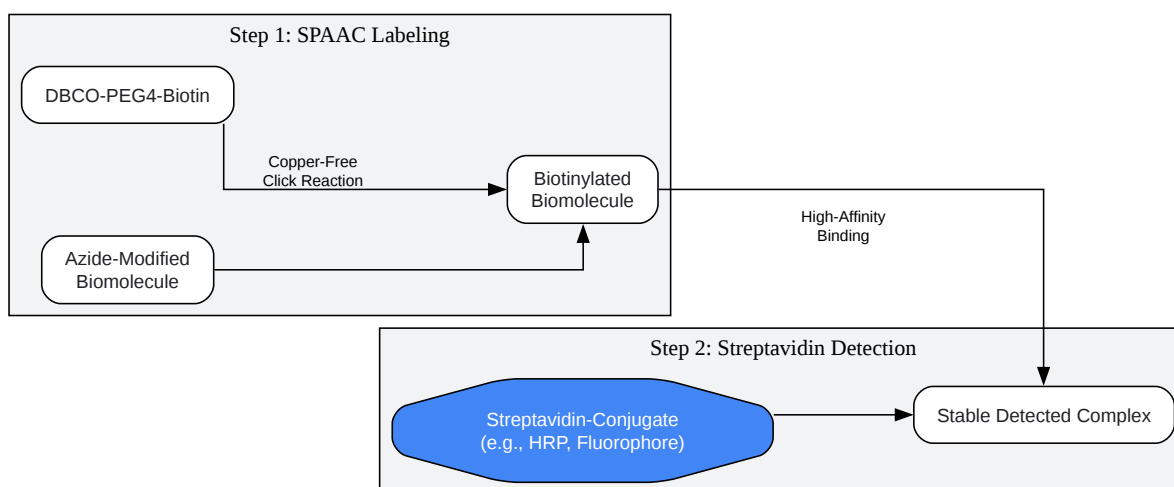 Step 1: SPAAC Labeling
DBCO-PEG4-Biotin
Copper-Free
Click Reaction
Biotinylated
Biomolecule
Azide-Modified
Biomolecule
High-Affinity
Binding
Step 2: Streptavidin Detection
Streptavidin-Conjugate
(e.g., HRP, Fluorophore)
Stable Detected Complex